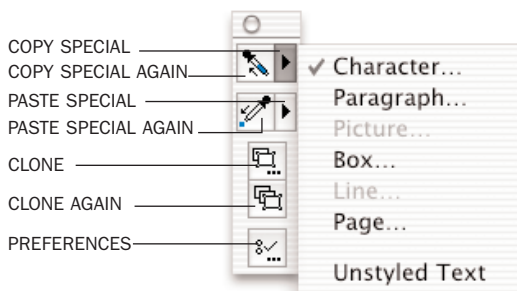 COPY SPECIAL
COPY SPECIAL AGAIN
PASTE SPECIAL
PASTE SPECIAL AGAIN
CLONE
CLONE AGAIN
PREFERENCES
✓ Character...
Paragraph...
Picture...
Box...
Line...
Page...
Unstyled Text